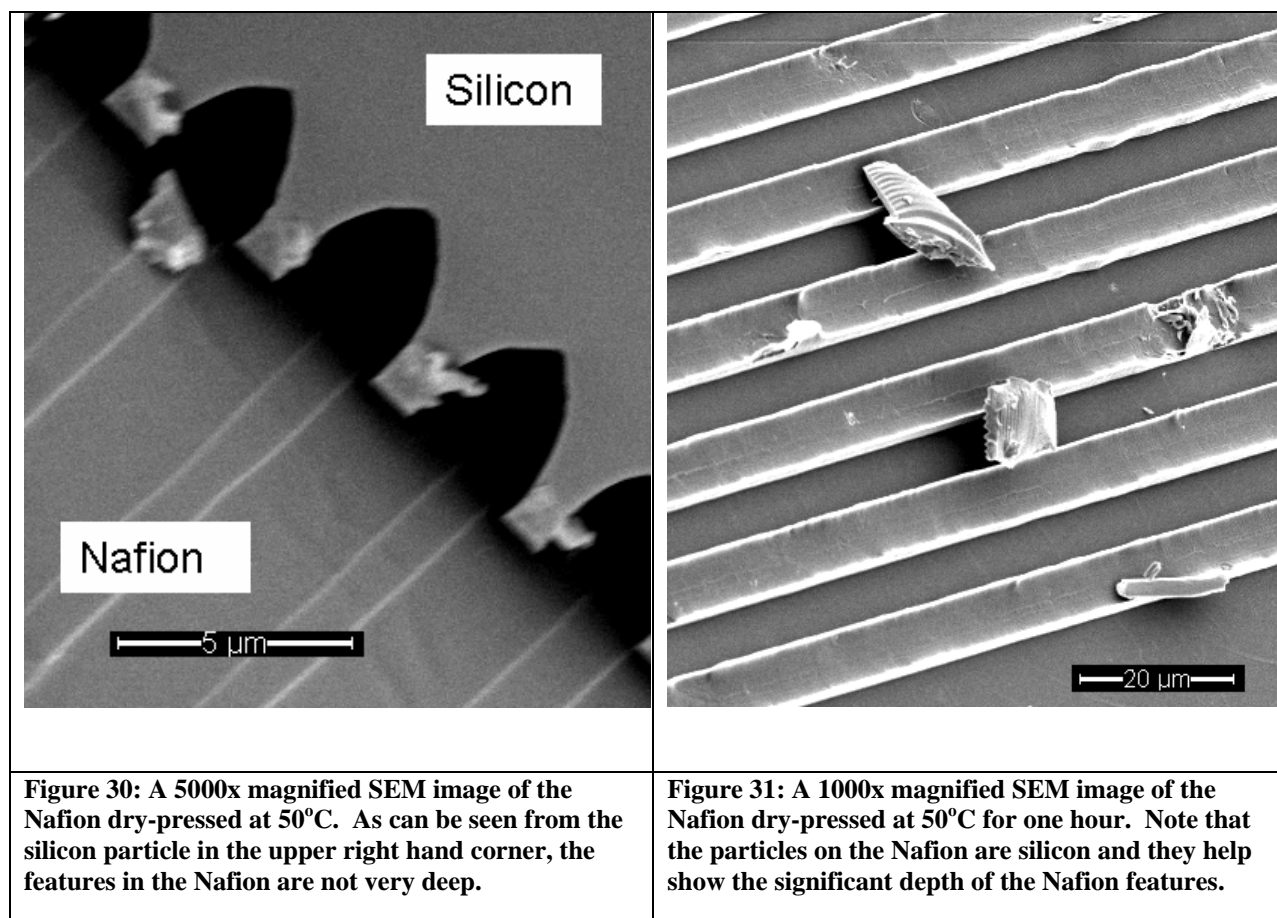 Silicon
Nafion
5 µm
20 µm
Figure 30: A 5000x magnified SEM image of the
Nafion dry-pressed at 50°C. As can be seen from the
silicon particle in the upper right hand corner, the
features in the Nafion are not very deep.
Figure 31: A 1000x magnified SEM image of the
Nafion dry-pressed at 50°C for one hour. Note that
the particles on the Nafion are silicon and they help
show the significant depth of the Nafion features.